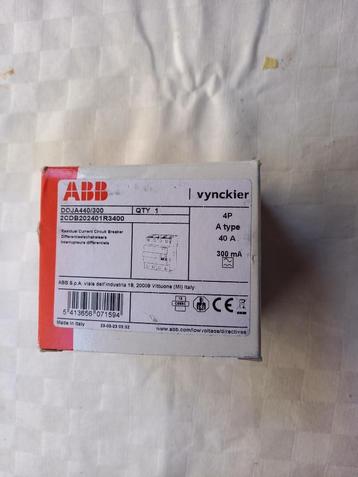 ABB
vynckier
DOJA440/300
QTY 1
2CDB202401R3400
Residual Current Circuit Breaker
Differentieelschakelaars
Interrupteurs différentiels
4P
A type
40 A
300 mA
ABB S.p.A. viale dell'industria 18, 20009 Vittuone (MI) Italy
5 413656 071594
CE
Made in Italy
www.abb.com/lowvoltage/directives